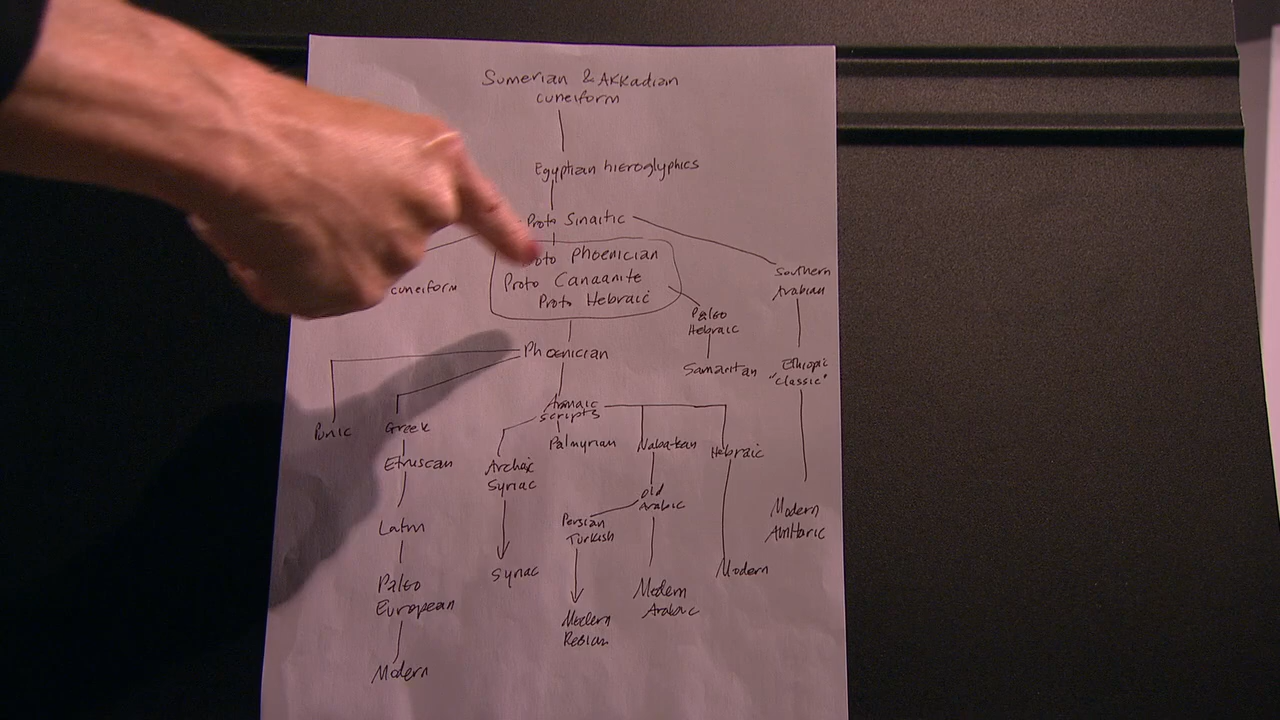 Sumerian & Akkadian
cuneiform
Egyptian hieroglyphics
Proto Sinaitic
Phoenician
Proto Canaanite
Proto Hebraic
cuneiform
Southern
Arabian
Paleo
Hebraic
Samaritan
Ethiopic
"classic"
Phoenician
Punic
Greek
Aramaic
scripts
Palmyrian
Nabatean
Hebraic
Etruscan
Archaic
Syriac
Old
Arabic
Latin
Persian
Turkish
Modern
Amharic
Syriac
Modern
Paleo
European
Modern
Arabic
Modern
Modern